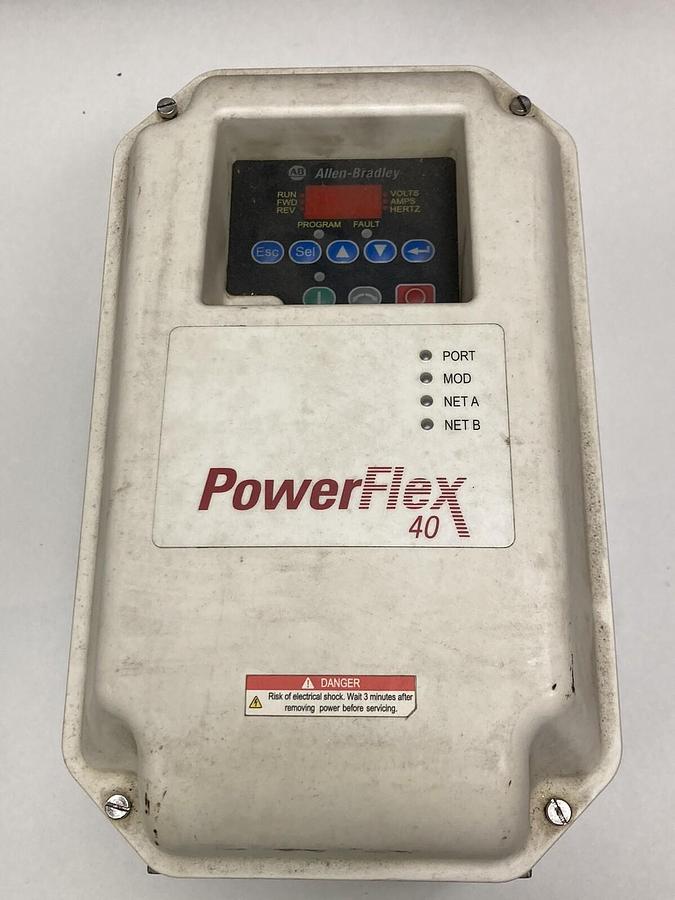 AB Allen-Bradley
RUN VOLTS
FWD AMPS
REV HERTZ
PROGRAM FAULT
Esc Sel
PORT
MOD
NET A
NET B
PowerFlex
40
DANGER
Risk of electrical shock. Wait 3 minutes after
removing power before servicing.